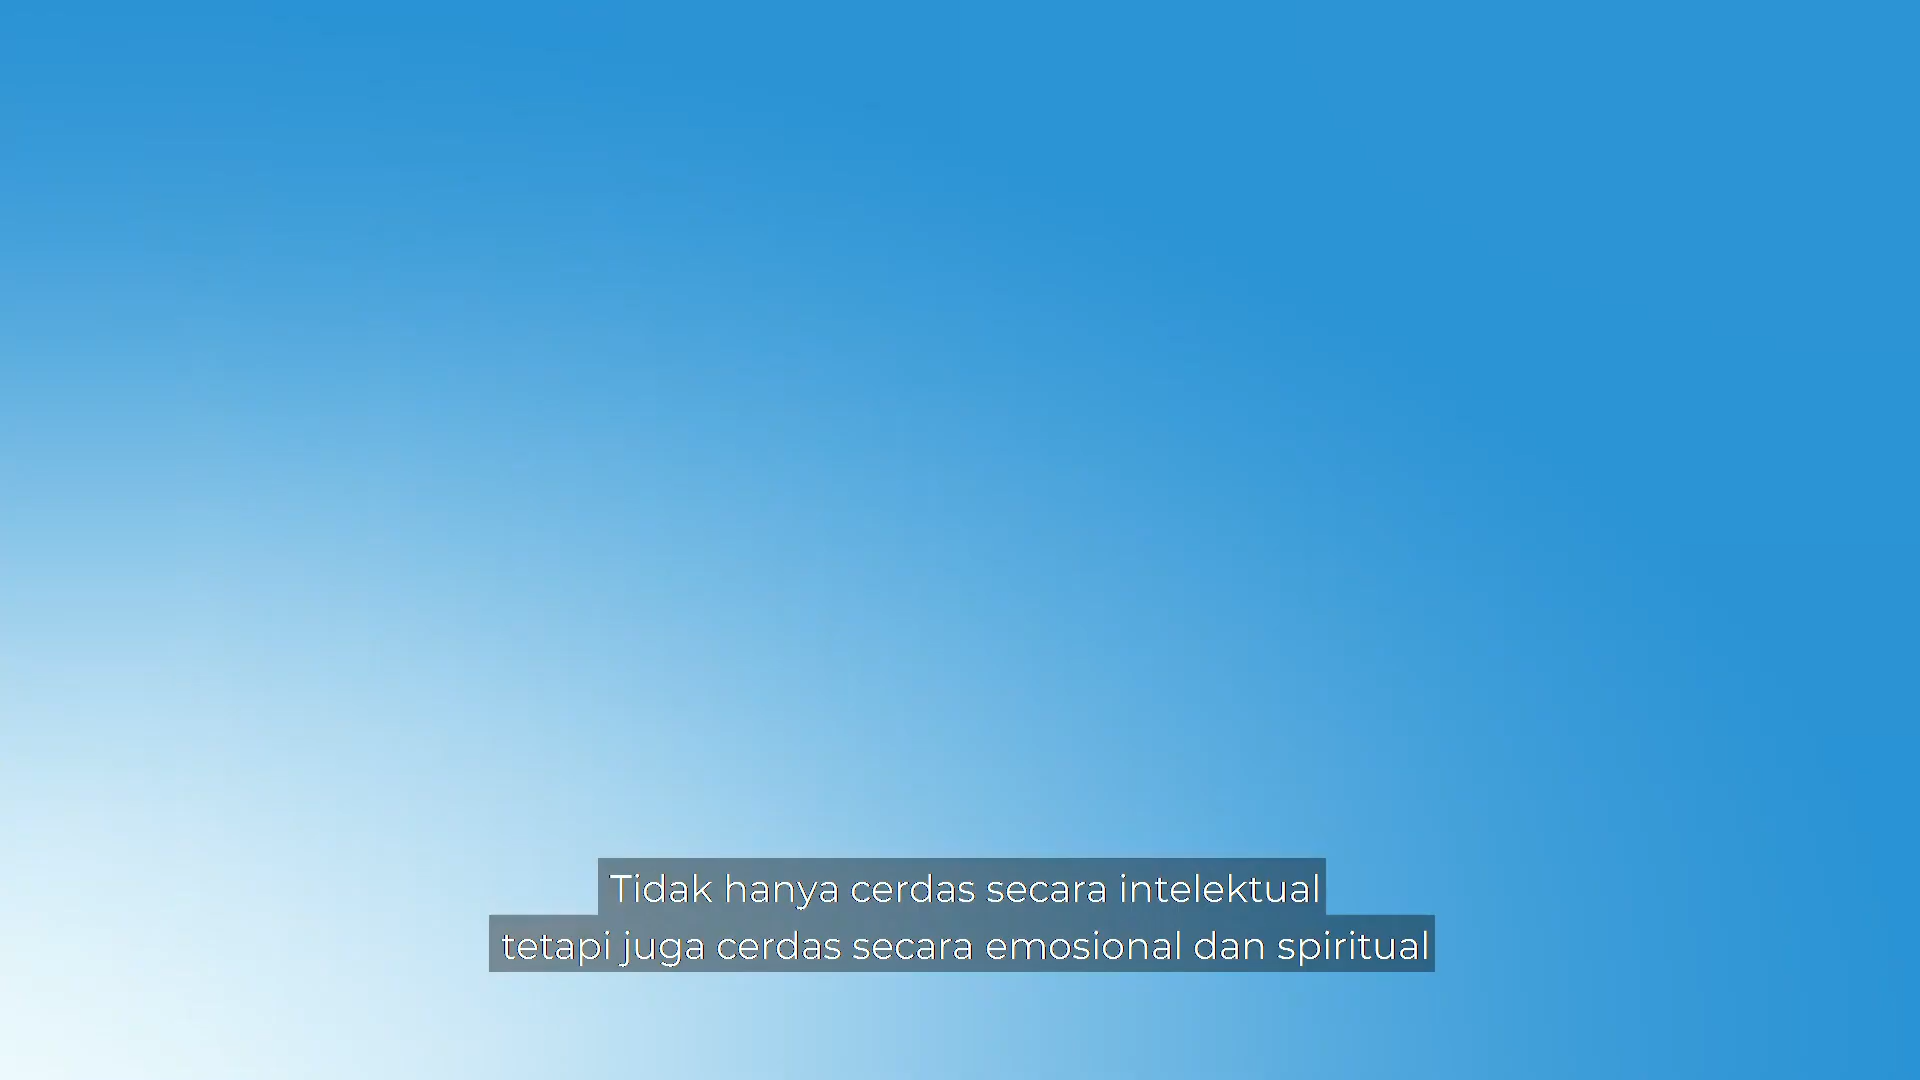 Tidak hanya cerdas secara intelektual
tetapi juga cerdas secara emosional dan spiritual